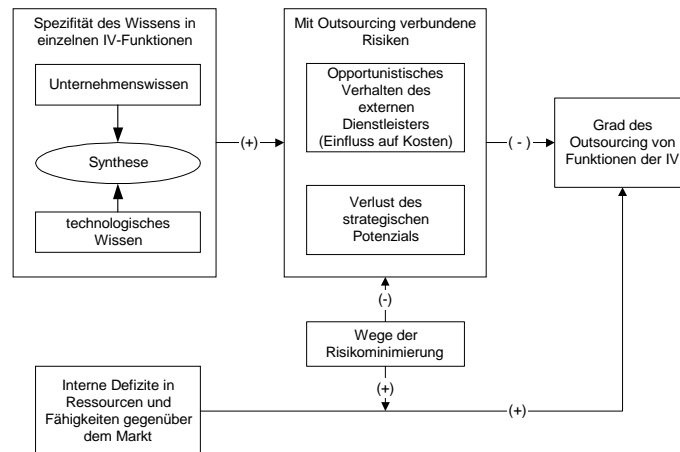 Spezifität des Wissens in
einzelnen IV-Funktionen
Unternehmenswissen
Synthese
technologisches
Wissen
(+)
Mit Outsourcing verbundene
Risiken
Opportunistisches
Verhalten des
externen
Dienstleisters
(Einfluss auf Kosten)
Verlust des
strategischen
Potenzials
( - )
Grad des
Outsourcing von
Funktionen der IV
(-)
Wege der
Risikominimierung
(+)
Interne Defizite in
Ressourcen und
Fähigkeiten gegenüber
dem Markt
(+)